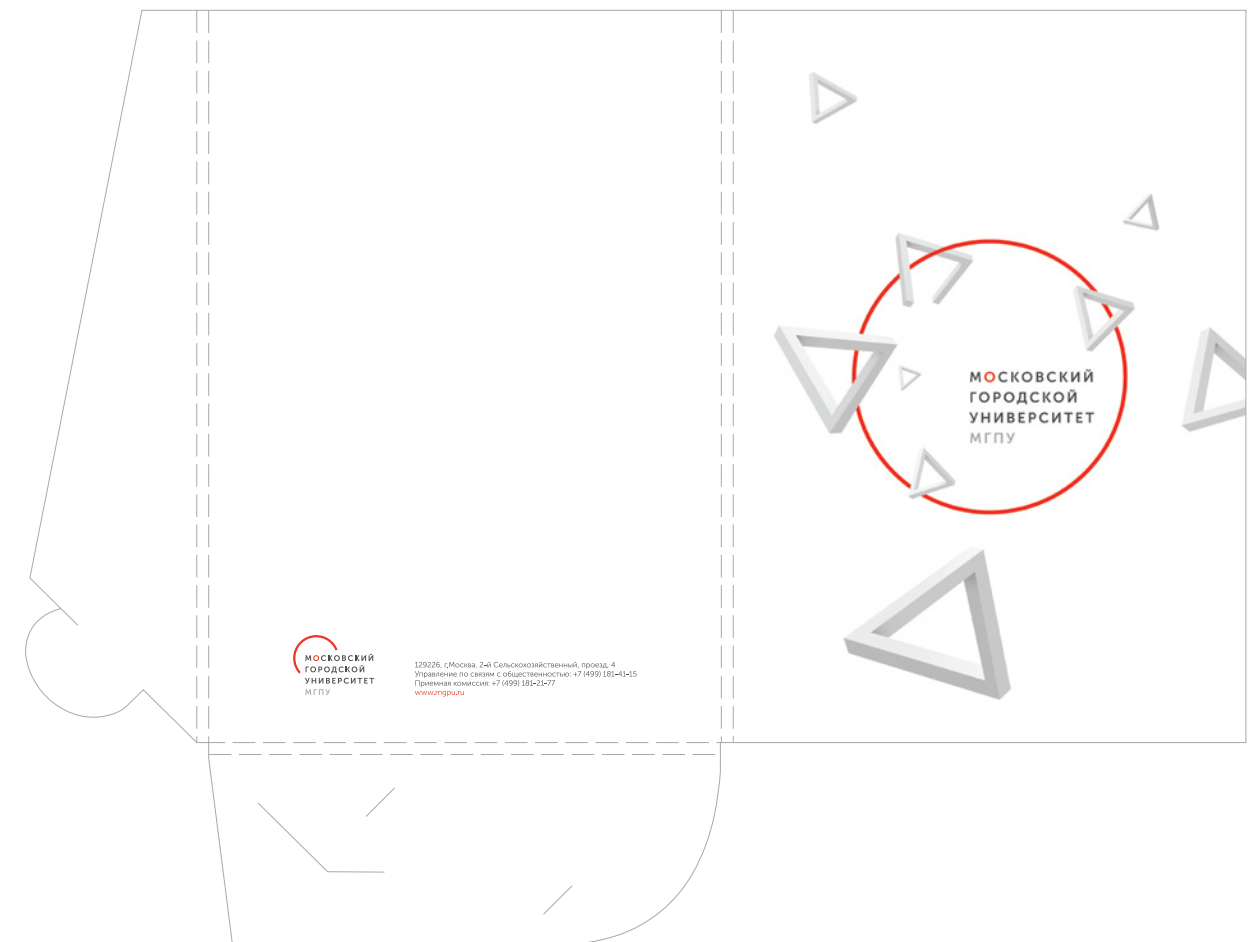 МОСКОВСКИЙ
ГОРОДСКОЙ
УНИВЕРСИТЕТ
МГПУ
129226, г,Москва, 2-й Сельскохозяйственный, проезд, 4
Управление по связям с общественностью: +7 (499) 181-41-15
Приемная комиссия: +7 (499) 181-21-77
www.mgpu.ru
МОСКОВСКИЙ
ГОРОДСКОЙ
УНИВЕРСИТЕТ
МГПУ